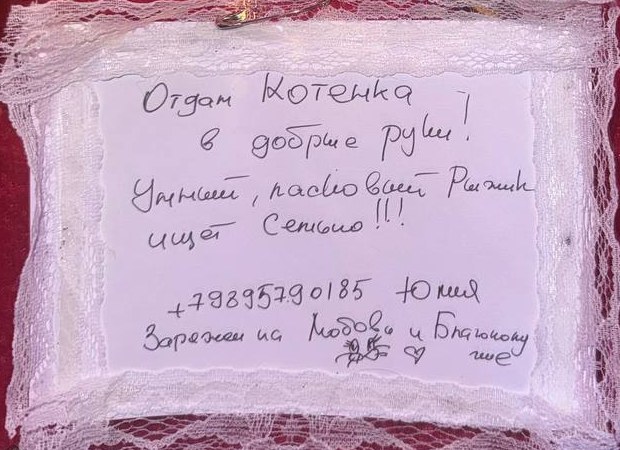 Отдам Котенка
в добрые руки!
Умный, ласковый Рыжик
ищет Семью!!!
+79895790185 Юлия
Заряжен на Любовь и Благополу
чие